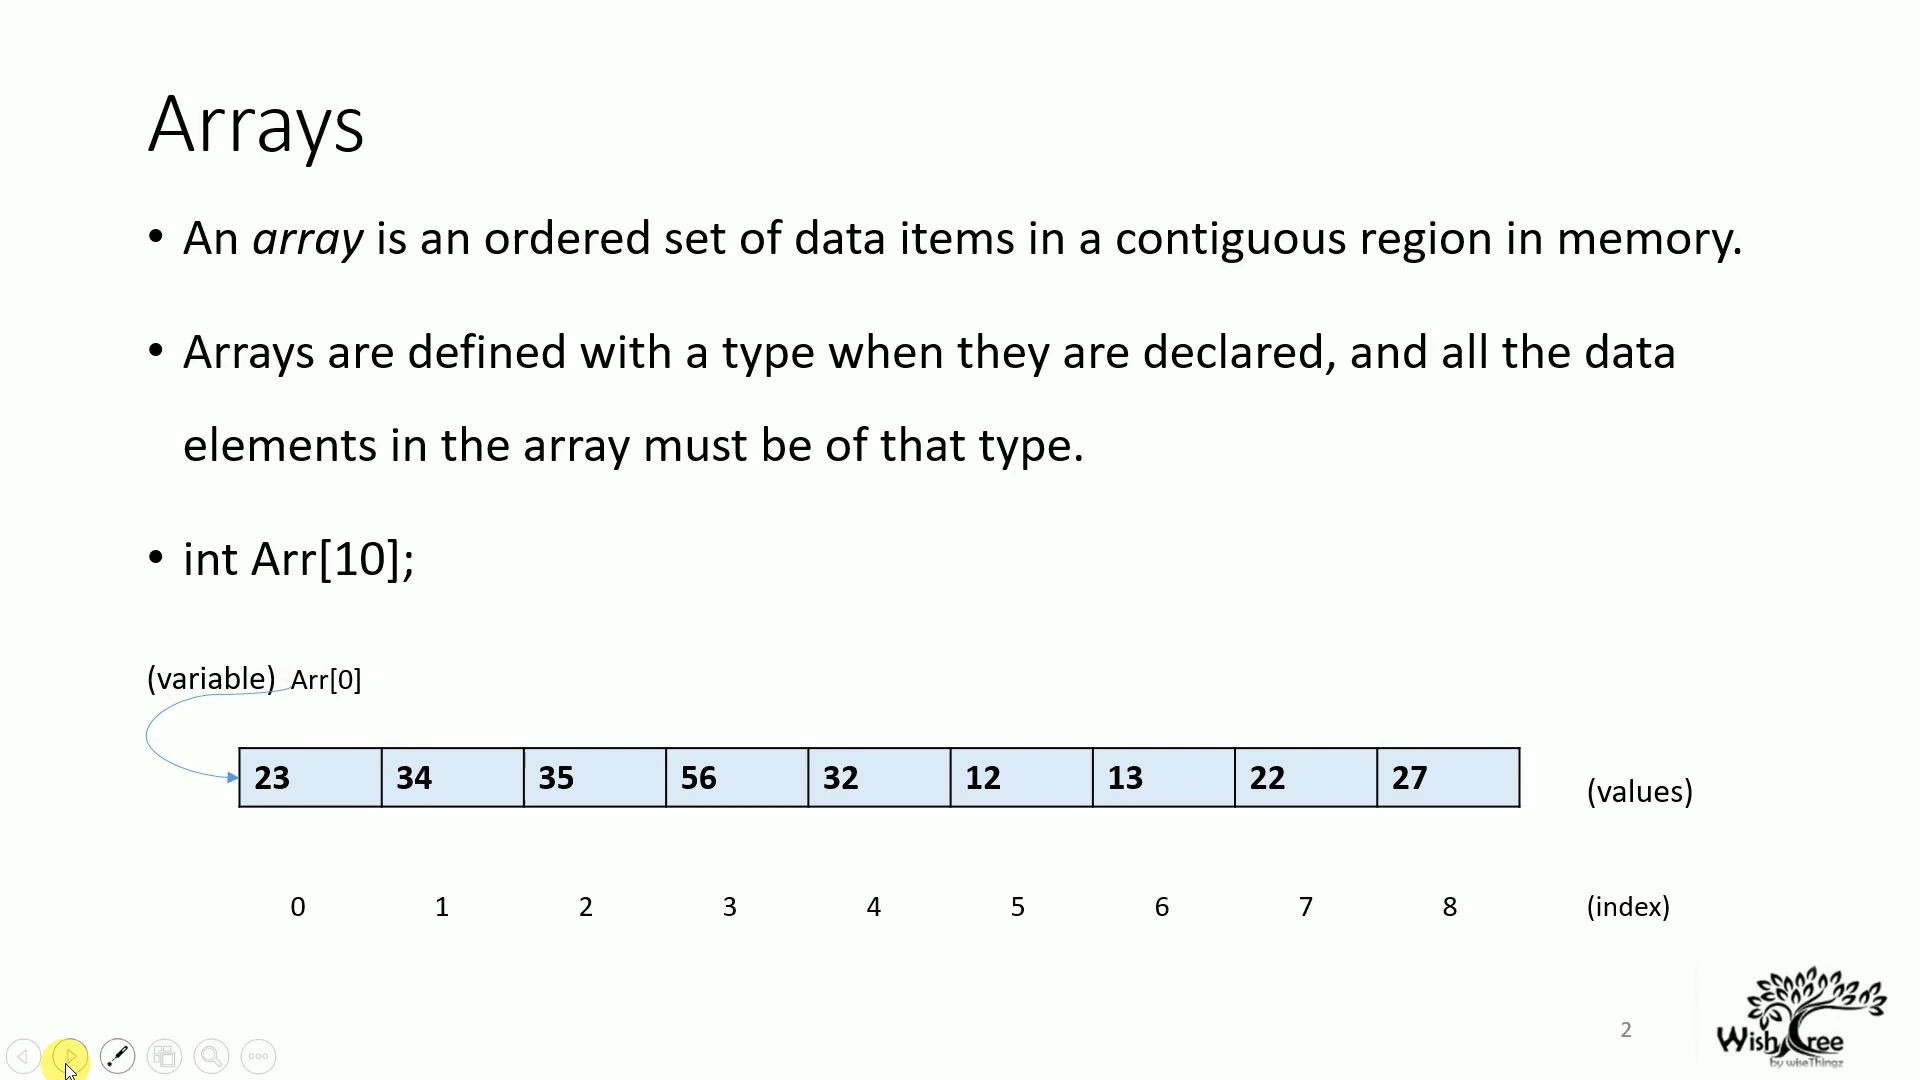 Arrays
• An array is an ordered set of data items in a contiguous region in memory.
• Arrays are defined with a type when they are declared, and all the data
elements in the array must be of that type.
• int Arr[10];
(variable) Arr[0]
23 34 35 56 32 12 13 22 27 (values)
0 1 2 3 4 5 6 7 8 (index)
2
Wish Tree
by wiseThingz